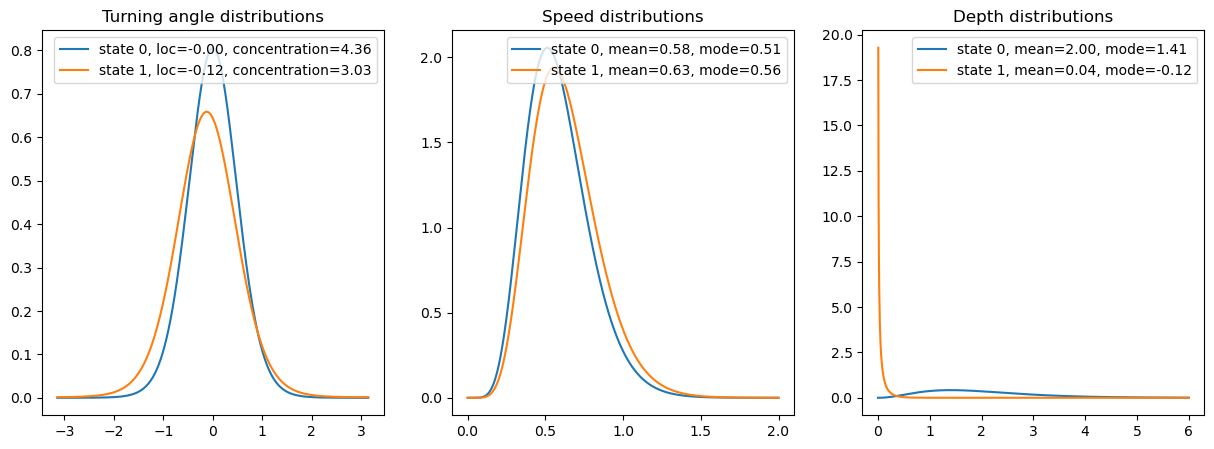 Turning angle distributions
state 0, loc=-0.00, concentration=4.36
state 1, loc=-0.12, concentration=3.03
0.8
0.7
0.6
0.5
0.4
0.3
0.2
0.1
0.0
−3 −2 −1 0 1 2 3
Speed distributions
state 0, mean=0.58, mode=0.51
state 1, mean=0.63, mode=0.56
2.0
1.5
1.0
0.5
0.0
0.0 0.5 1.0 1.5 2.0
Depth distributions
state 0, mean=2.00, mode=1.41
state 1, mean=0.04, mode=-0.12
20.0
17.5
15.0
12.5
10.0
7.5
5.0
2.5
0.0
0 1 2 3 4 5 6